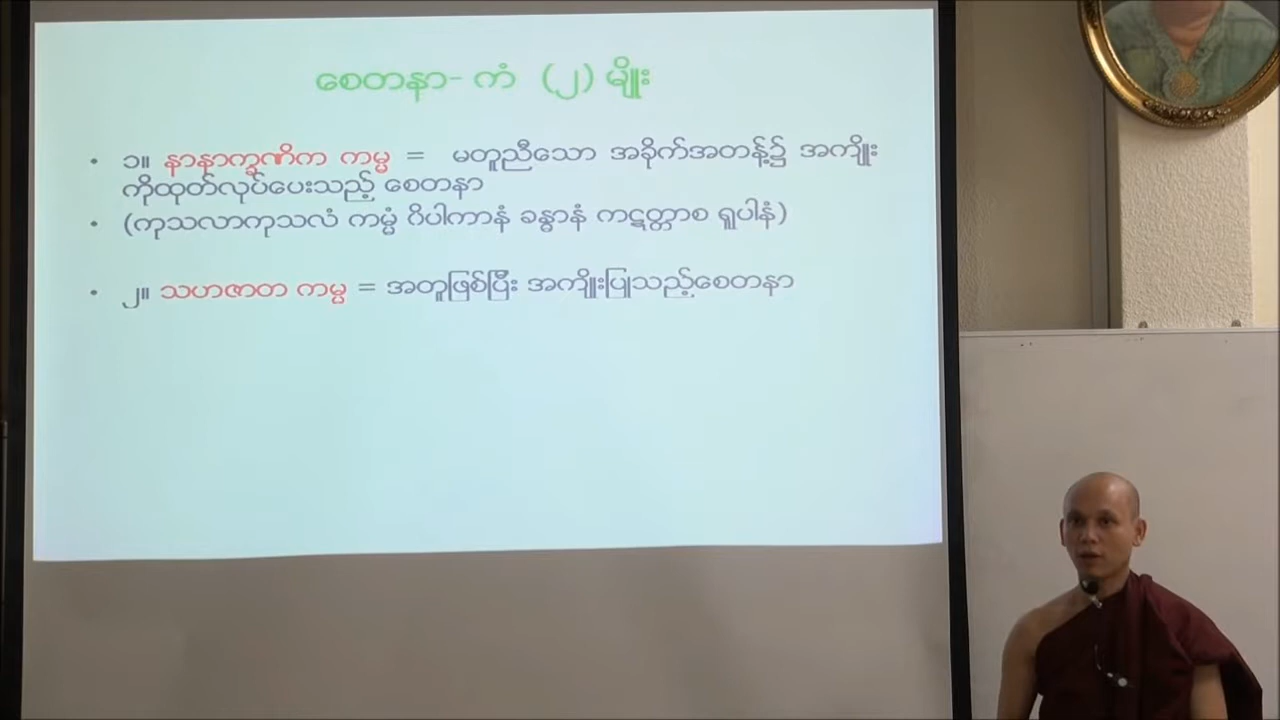 စေတနာ- ကံ (၂) မျိုး
• ၁။ နာနာက္ခဏိက ကမ္မ = မတူညီသော အခိုက်အတန့်၌ အကျိုး
ကိုထုတ်လုပ်ပေးသည့် စေတနာ
• (ကုသလာကုသလံ ကမ္မံ ဝိပါကာနံ ခန္ဓာနံ ကဋတ္တာစ ရူပါနံ)
• ၂။ သဟဇာတ ကမ္မ = အတူဖြစ်ပြီး အကျိုးပြုသည့်စေတနာ